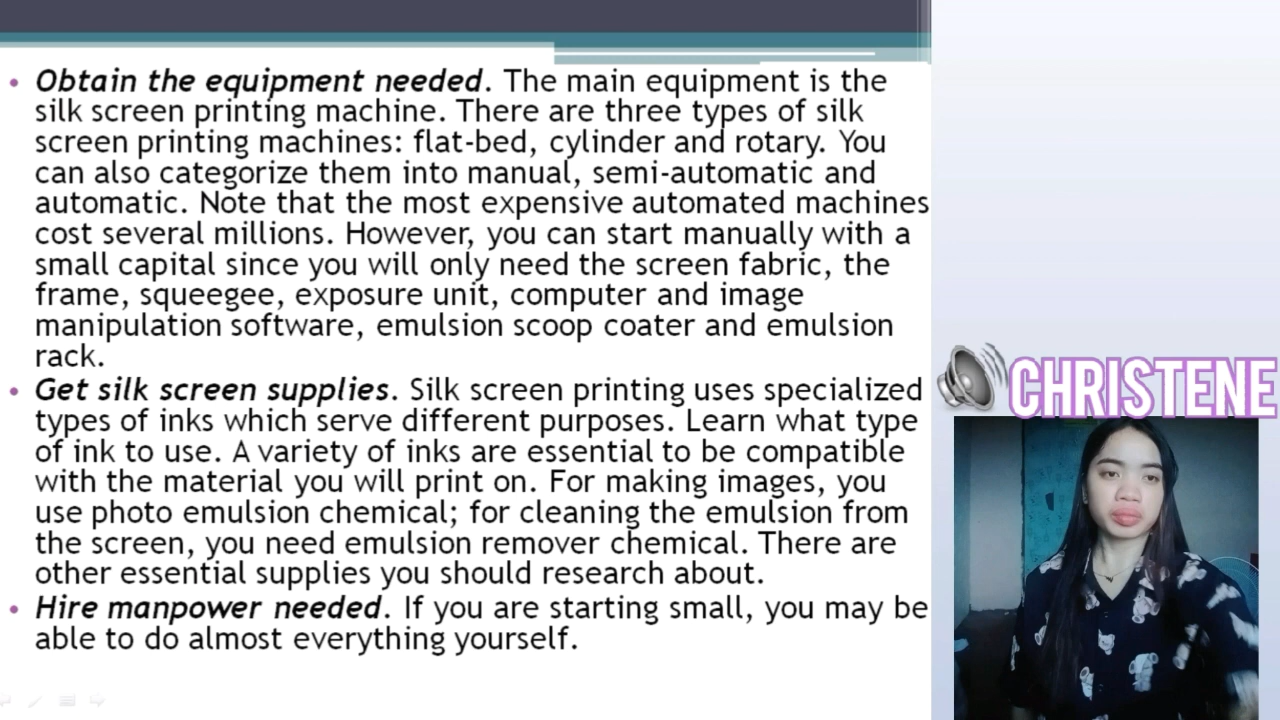 • Obtain the equipment needed. The main equipment is the
silk screen printing machine. There are three types of silk
screen printing machines: flat-bed, cylinder and rotary. You
can also categorize them into manual, semi-automatic and
automatic. Note that the most expensive automated machines
cost several millions. However, you can start manually with a
small capital since you will only need the screen fabric, the
frame, squeegee, exposure unit, computer and image
manipulation software, emulsion scoop coater and emulsion
rack.
• Get silk screen supplies. Silk screen printing uses specialized
types of inks which serve different purposes. Learn what type
of ink to use. A variety of inks are essential to be compatible
with the material you will print on. For making images, you
use photo emulsion chemical; for cleaning the emulsion from
the screen, you need emulsion remover chemical. There are
other essential supplies you should research about.
• Hire manpower needed. If you are starting small, you may be
able to do almost everything yourself.
CHRISTENE